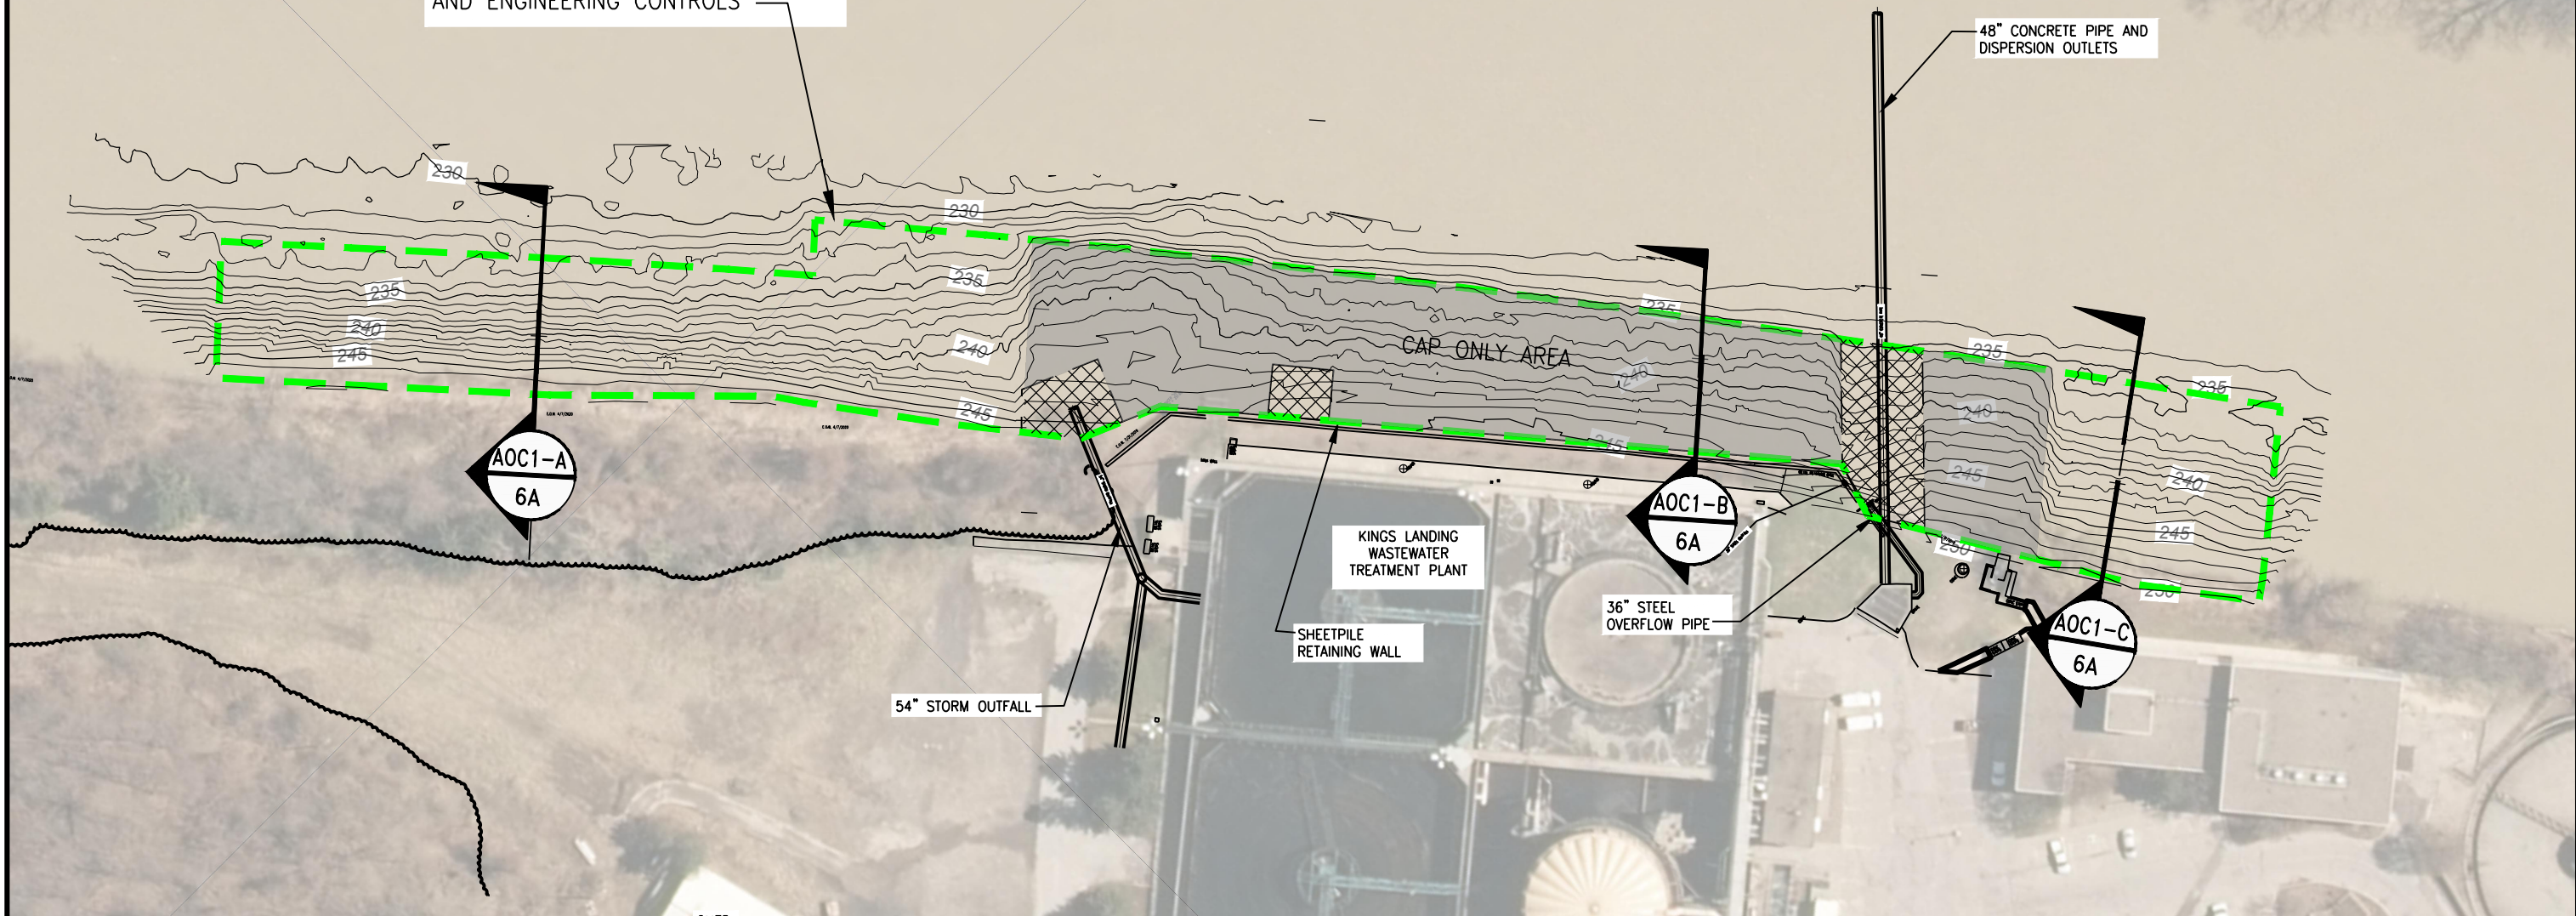 AND ENGINEERING CONTROLS
48" CONCRETE PIPE AND
DISPERSION OUTLETS
230
230
235
235
235
235
235
240
240
240
240
240
240
245
245
245
245
245
250
250
CAP ONLY AREA
AOC1-A
6A
AOC1-B
6A
AOC1-C
6A
KINGS LANDING
WASTEWATER
TREATMENT PLANT
36" STEEL
OVERFLOW PIPE
SHEETPILE
RETAINING WALL
54" STORM OUTFALL